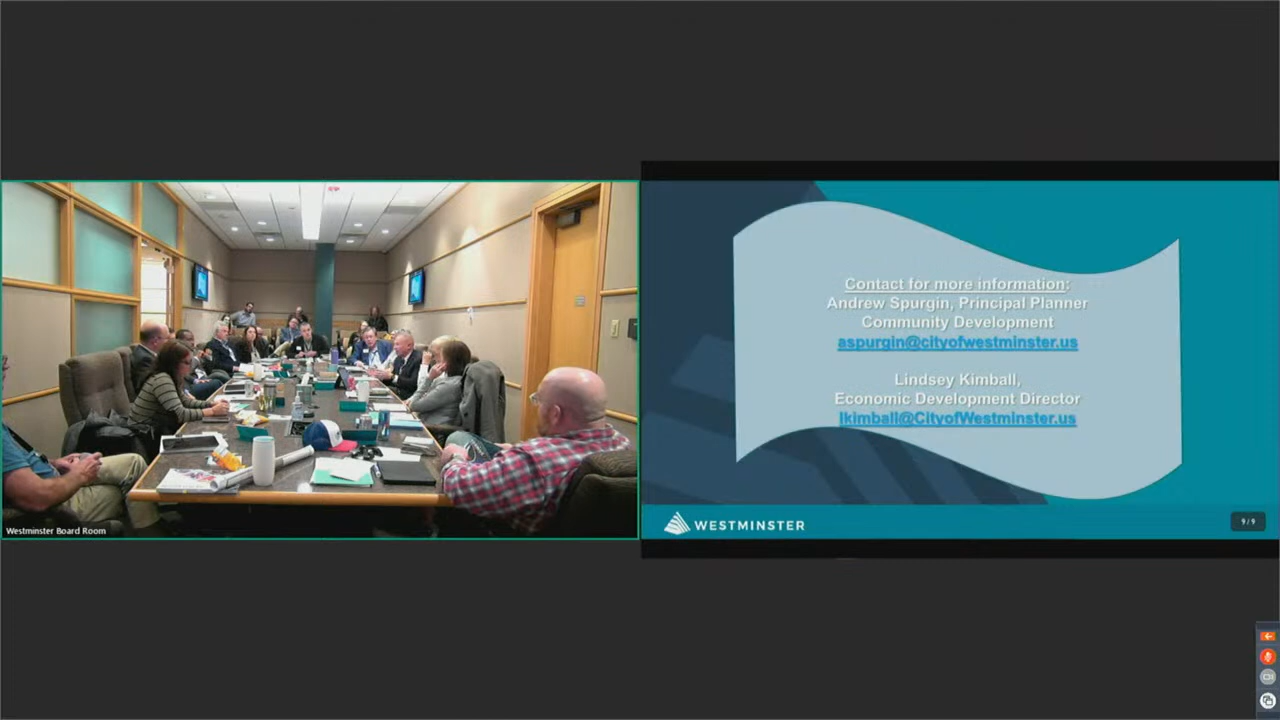 Westminster Board Room
Contact for more information:
Andrew Spurgin, Principal Planner
Community Development
aspurgin@cityofwestminster.us
Lindsey Kimball,
Economic Development Director
lkimball@CityofWestminster.us
WESTMINSTER
9/9